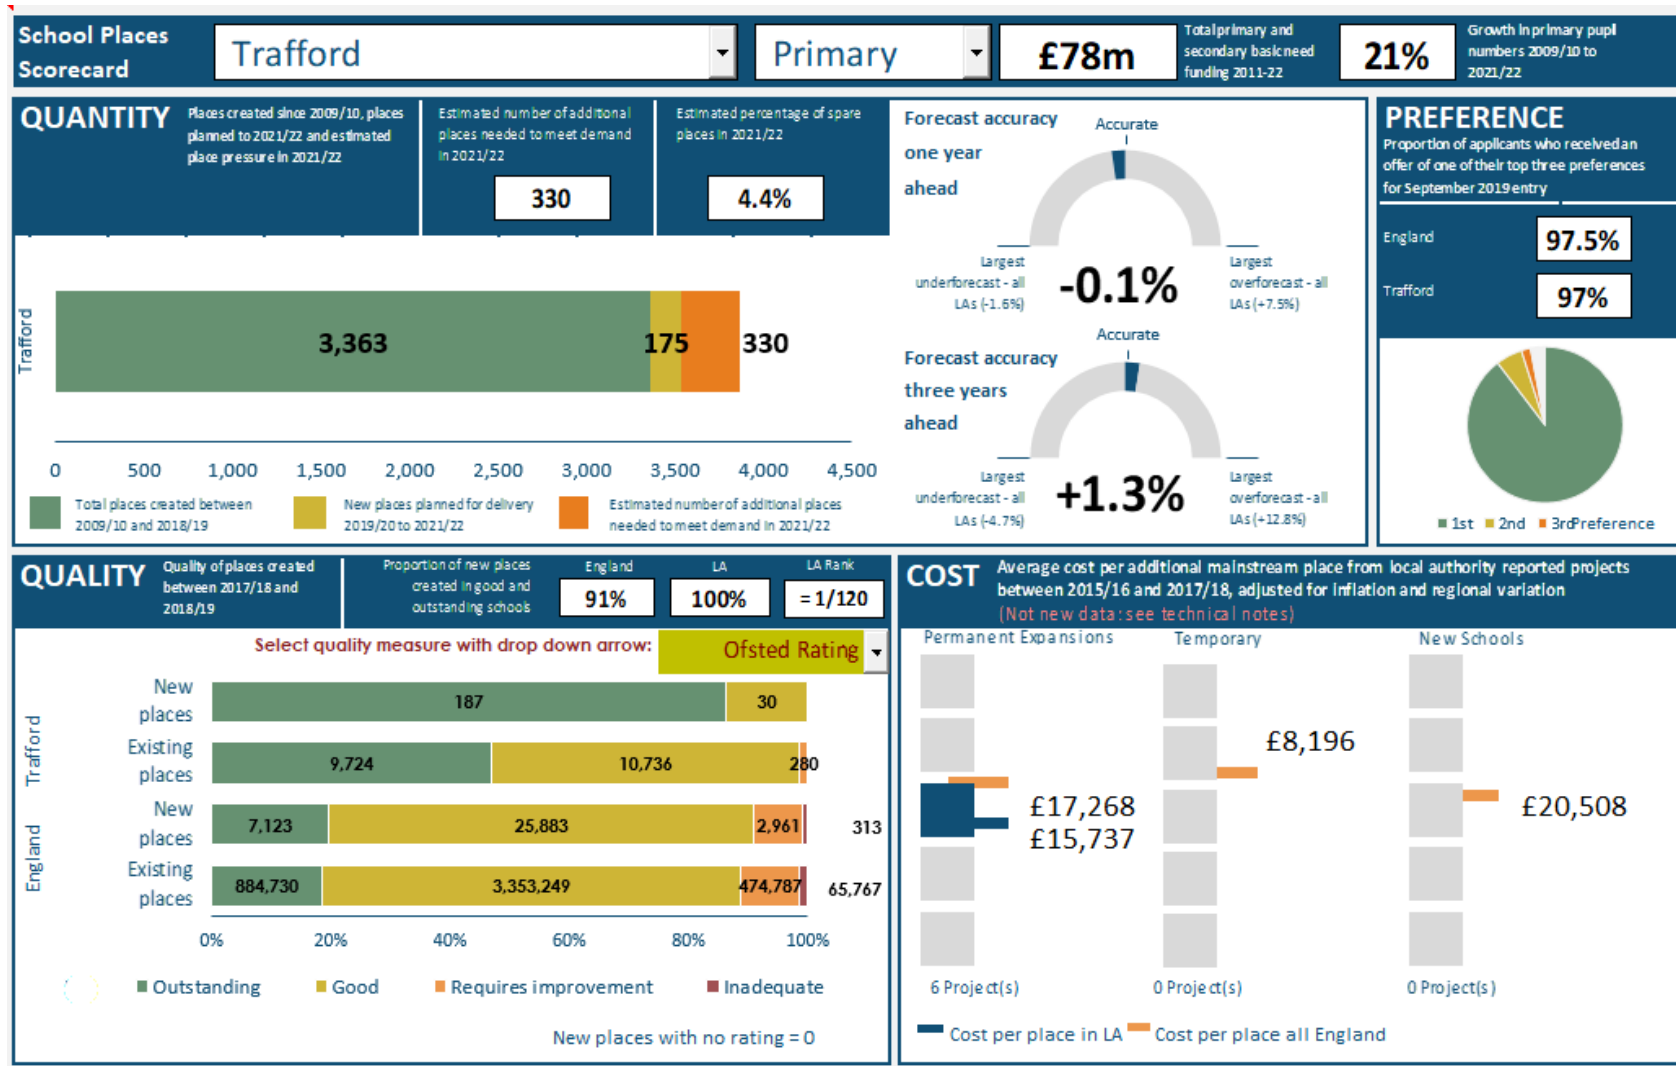 School Places
Scorecard
Trafford
Primary
£78m
Total primary and
secondary basic need
funding 2011-22
21%
Growth in primary pupil
numbers 2009/10 to
2021/22
QUANTITY
Places created since 2009/10, places
planned to 2021/22 and estimated
place pressure in 2021/22
Estimated number of additional
places needed to meet demand
in 2021/22
330
Estimated percentage of spare
places in 2021/22
4.4%
Trafford
3,363
175
330
0 500 1,000 1,500 2,000 2,500 3,000 3,500 4,000 4,500
Total places created between
2009/10 and 2018/19
New places planned for delivery
2019/20 to 2021/22
Estimated number of additional places
needed to meet demand in 2021/22
Forecast accuracy
one year
ahead
Accurate
Largest
underforecast - all
LAs (-1.6%)
-0.1%
Largest
overforecast - all
LAs (+7.5%)
Forecast accuracy
three years
ahead
Accurate
Largest
underforecast - all
LAs (-4.7%)
+1.3%
Largest
overforecast - all
LAs (+12.8%)
PREFERENCE
Proportion of applicants who received an
offer of one of their top three preferences
for September 2019 entry
England
97.5%
Trafford
97%
1st 2nd 3rd Preference
QUALITY
Quality of places created
between 2017/18 and
2018/19
Proportion of new places
created in good and
outstanding schools
England
91%
LA
100%
LA Rank
= 1/120
Select quality measure with drop down arrow:
Ofsted Rating
Trafford
New
places
187
30
Existing
places
9,724
10,736
280
England
New
places
7,123
25,883
2,961
313
Existing
places
884,730
3,353,249
474,787
65,767
0% 20% 40% 60% 80% 100%
Outstanding Good Requires improvement Inadequate
New places with no rating = 0
COST
Average cost per additional mainstream place from local authority reported projects
between 2015/16 and 2017/18, adjusted for inflation and regional variation
(Not new data: see technical notes)
Permanent Expansions
£17,268
£15,737
6 Project(s)
Temporary
£8,196
0 Project(s)
New Schools
£20,508
0 Project(s)
Cost per place in LA Cost per place all England